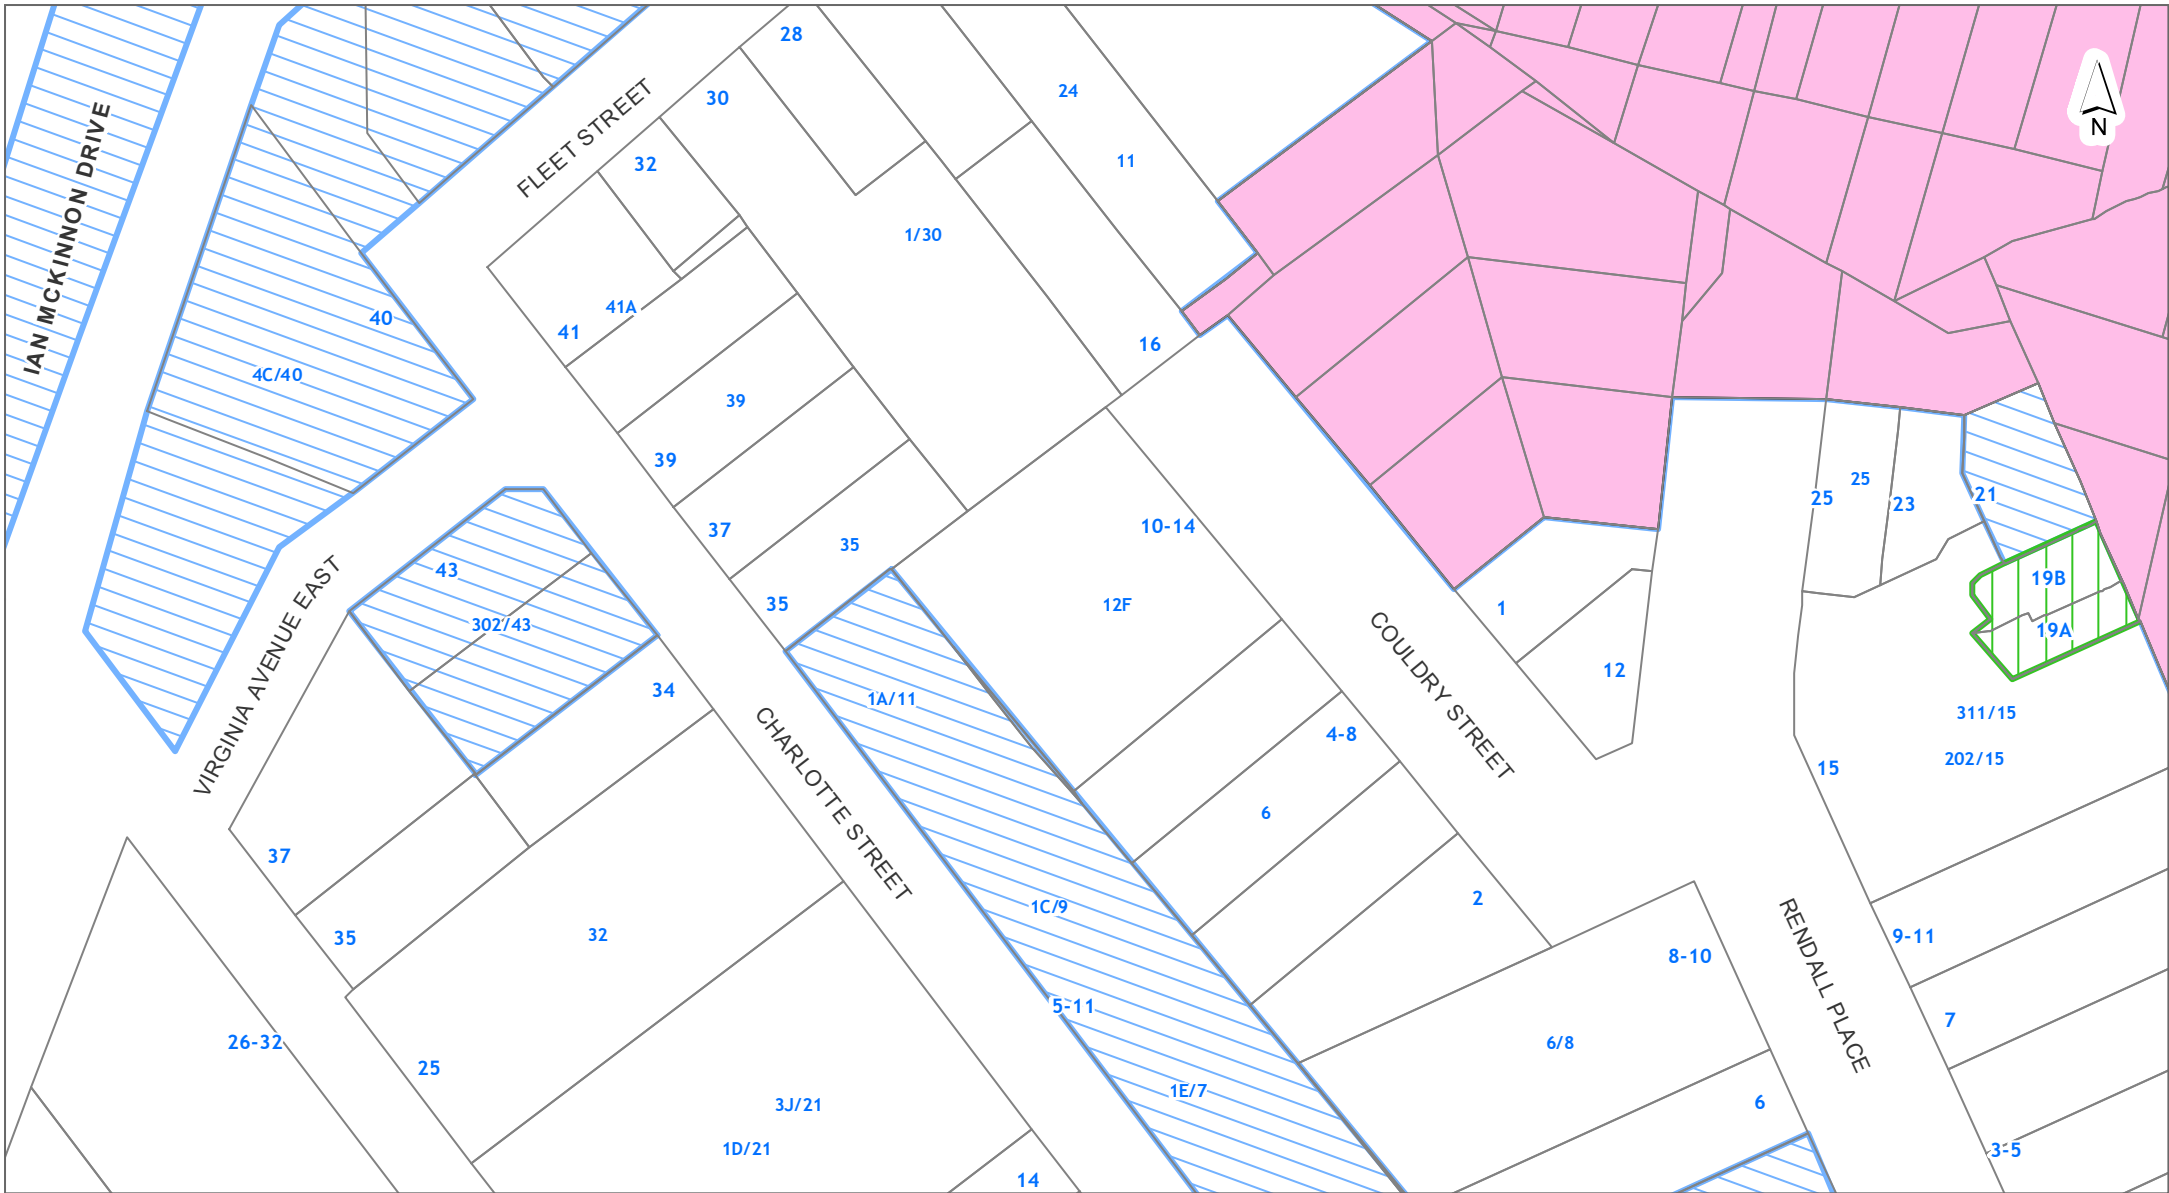 28
30
24
N
32
11
1/30
FLEET STREET
IAN MCKINNON DRIVE
41A
40
41
16
4C/40
39
39
25
25
23
21
37
10-14
35
43
19B
35
12F
1
302/43
19A
VIRGINIA AVENUE EAST
COULDRY STREET
12
34
1A/11
311/15
4-8
202/15
15
CHARLOTTE STREET
6
37
2
1C/9
32
35
9-11
8-10
RENDALL PLACE
5-11
7
26-32
6/8
25
1E/7
3J/21
6
1D/21
3-5
14